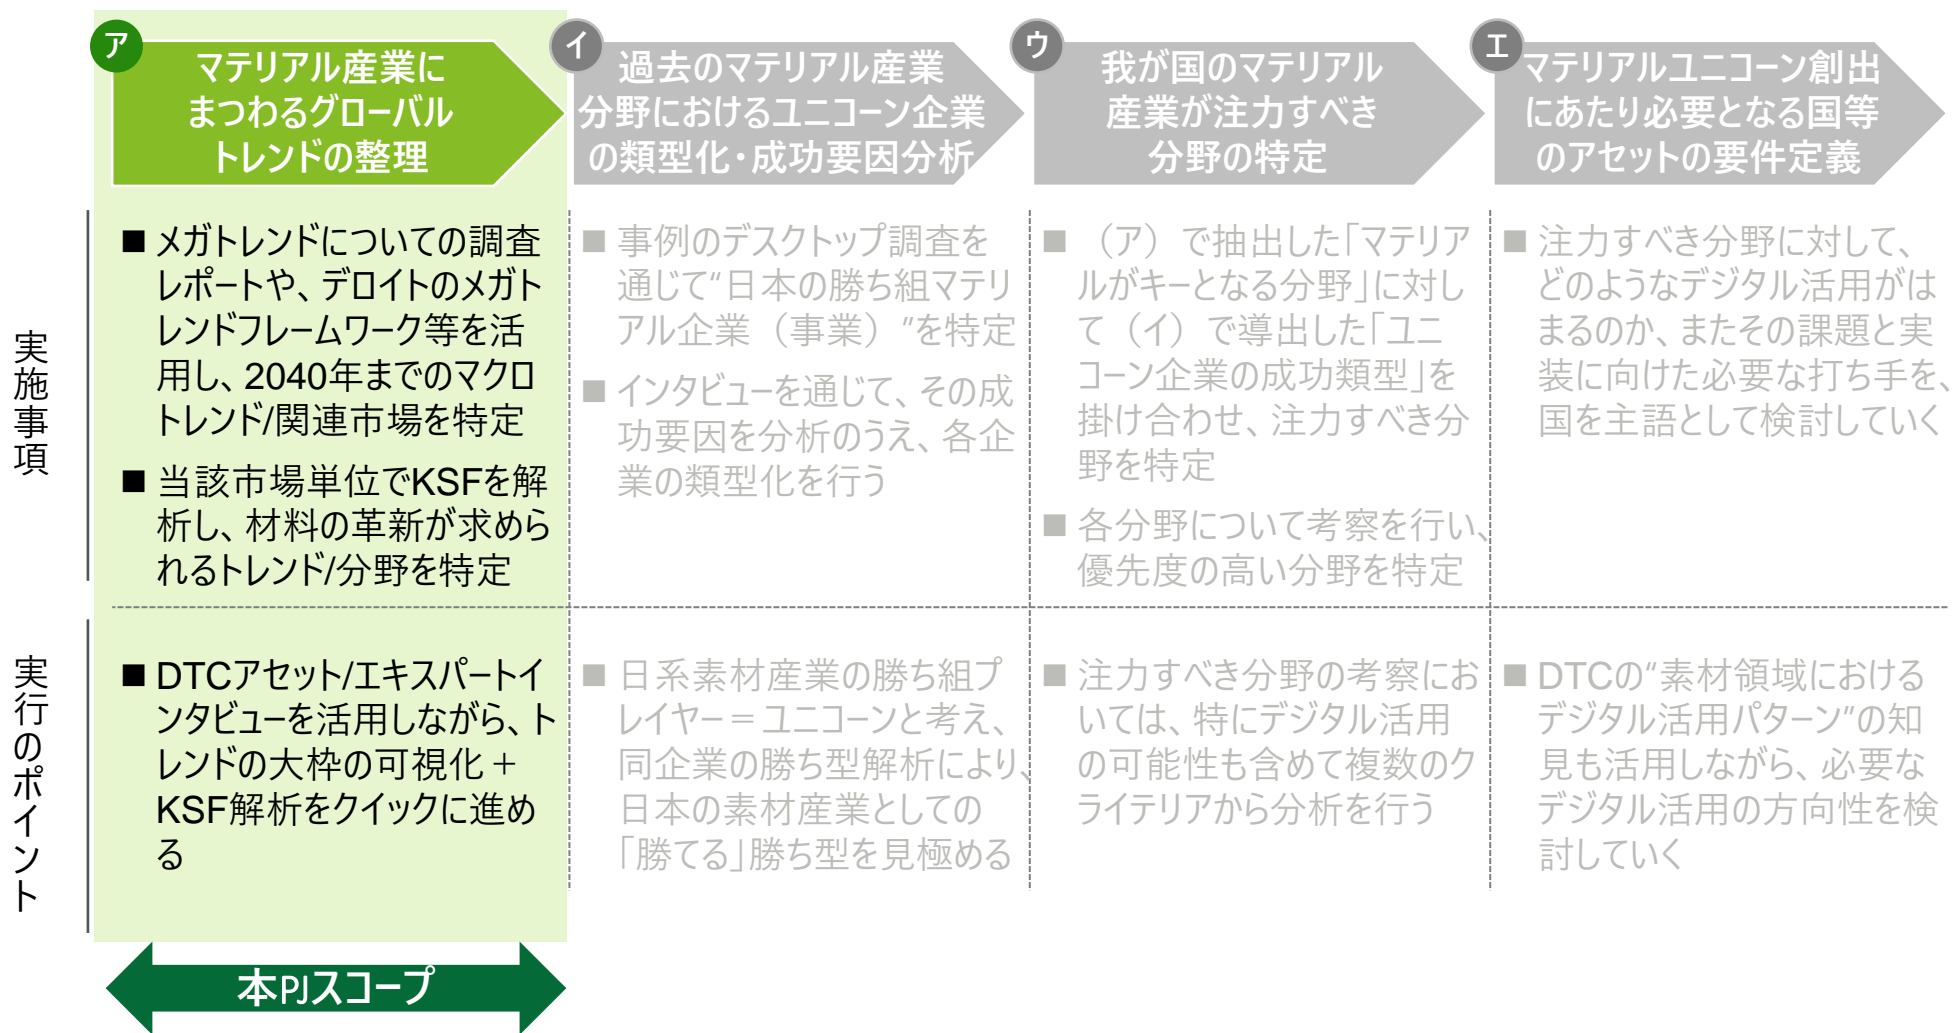 ア
マテリアル産業に
まつわるグローバル
トレンドの整理
イ
過去のマテリアル産業
分野におけるユニコーン企業
の類型化・成功要因分析
ウ
我が国のマテリアル
産業が注力すべき
分野の特定
エ
マテリアルユニコーン創出
にあたり必要となる国等
のアセットの要件定義
実施事項
■ メガトレンドについての調査
レポートや、デロイトのメガト
レンドフレームワーク等を活
用し、2040年までのマクロ
トレンド/関連市場を特定
■ 当該市場単位でKSFを解
析し、材料の革新が求めら
れるトレンド/分野を特定
■ 事例のデスクトップ調査を
通じて“日本の勝ち組マテリ
アル企業（事業）”を特定
■ インタビューを通じて、その成
功要因を分析のうえ、各企
業の類型化を行う
■ （ア）で抽出した「マテリア
ルがキーとなる分野」に対し
て（イ）で導出した「ユニ
コーン企業の成功類型」を
掛け合わせ、注力すべき分
野を特定
■ 各分野について考察を行い、
優先度の高い分野を特定
■ 注力すべき分野に対して、
どのようなデジタル活用がは
まるのか、またその課題と実
装に向けた必要な打ち手を、
国を主語として検討していく
実行のポイント
■ DTCアセット/エキスパートイ
ンタビューを活用しながら、ト
レンドの大枠の可視化＋
KSF解析をクイックに進め
る
■ 日系素材産業の勝ち組プ
レイヤー＝ユニコーンと考え、
同企業の勝ち型解析により、
日本の素材産業としての
「勝てる」勝ち型を見極める
■ 注力すべき分野の考察にお
いては、特にデジタル活用
の可能性も含めて複数のク
ライテリアから分析を行う
■ DTCの“素材領域における
デジタル活用パターン”の知
見も活用しながら、必要な
デジタル活用の方向性を検
討していく
本PJスコープ